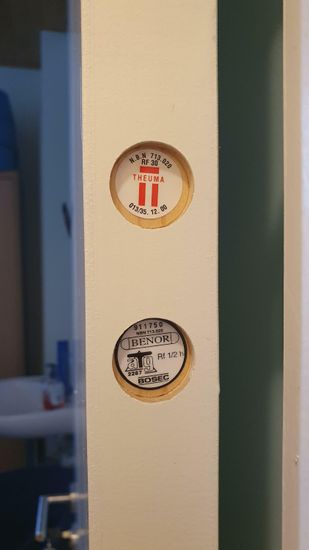 N.B.N 713.020
RF 30
THEUMA
013/35.12.00
911750
NBN 713.020
BENOR
atg
Rf 1/2 h
2267
BOSEC